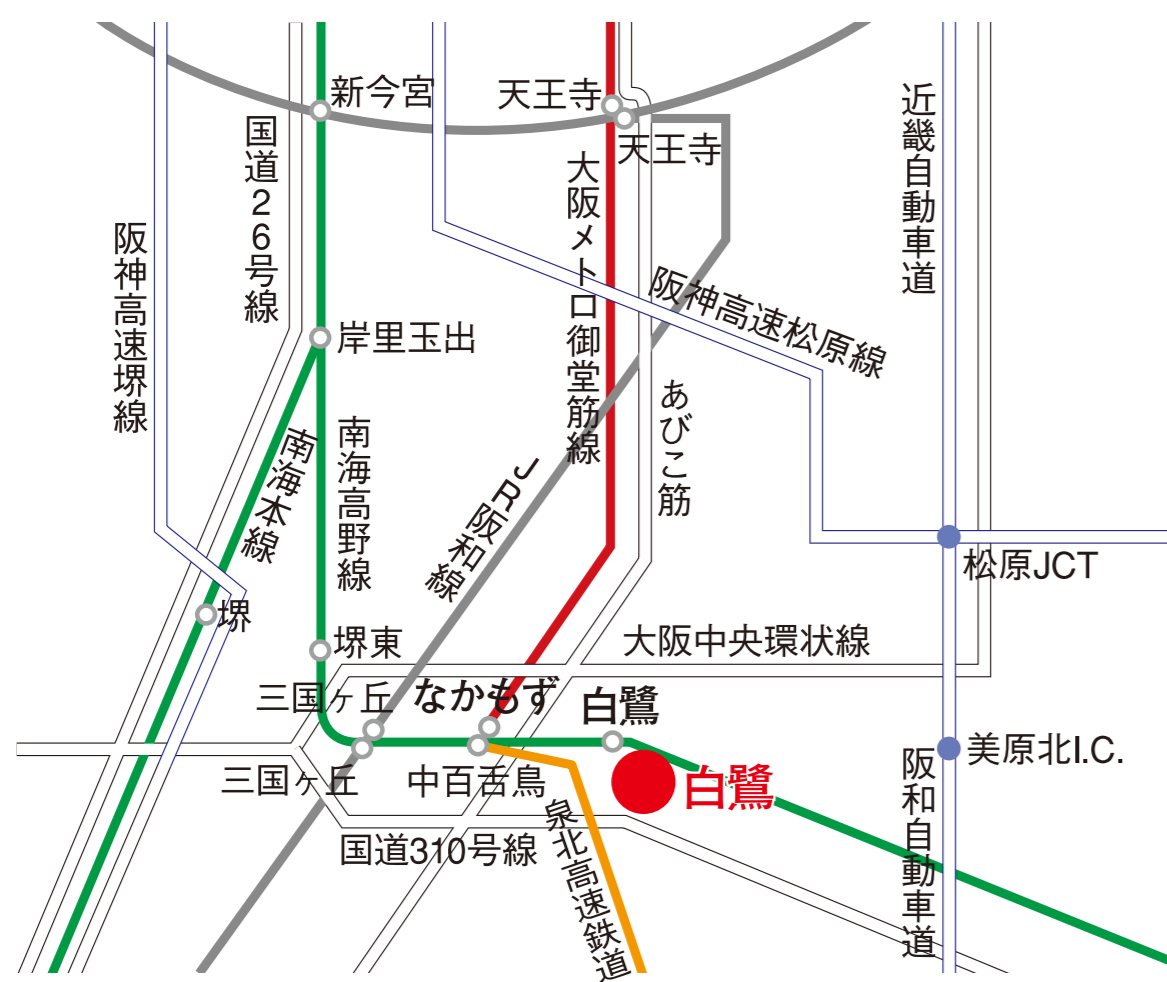 新今宮
天王寺
天王寺
近畿自動車道
国道26号線
大阪メトロ御堂筋線
阪神高速堺線
阪神高速松原線
岸里玉出
あびこ筋
南海本線
南海高野線
JR阪和線
松原JCT
堺
堺東
大阪中央環状線
三国ヶ丘
なかもず
白鷺
三国ヶ丘
中百舌鳥
白鷺
美原北I.C.
阪和自動車道
国道310号線
泉北高速鉄道